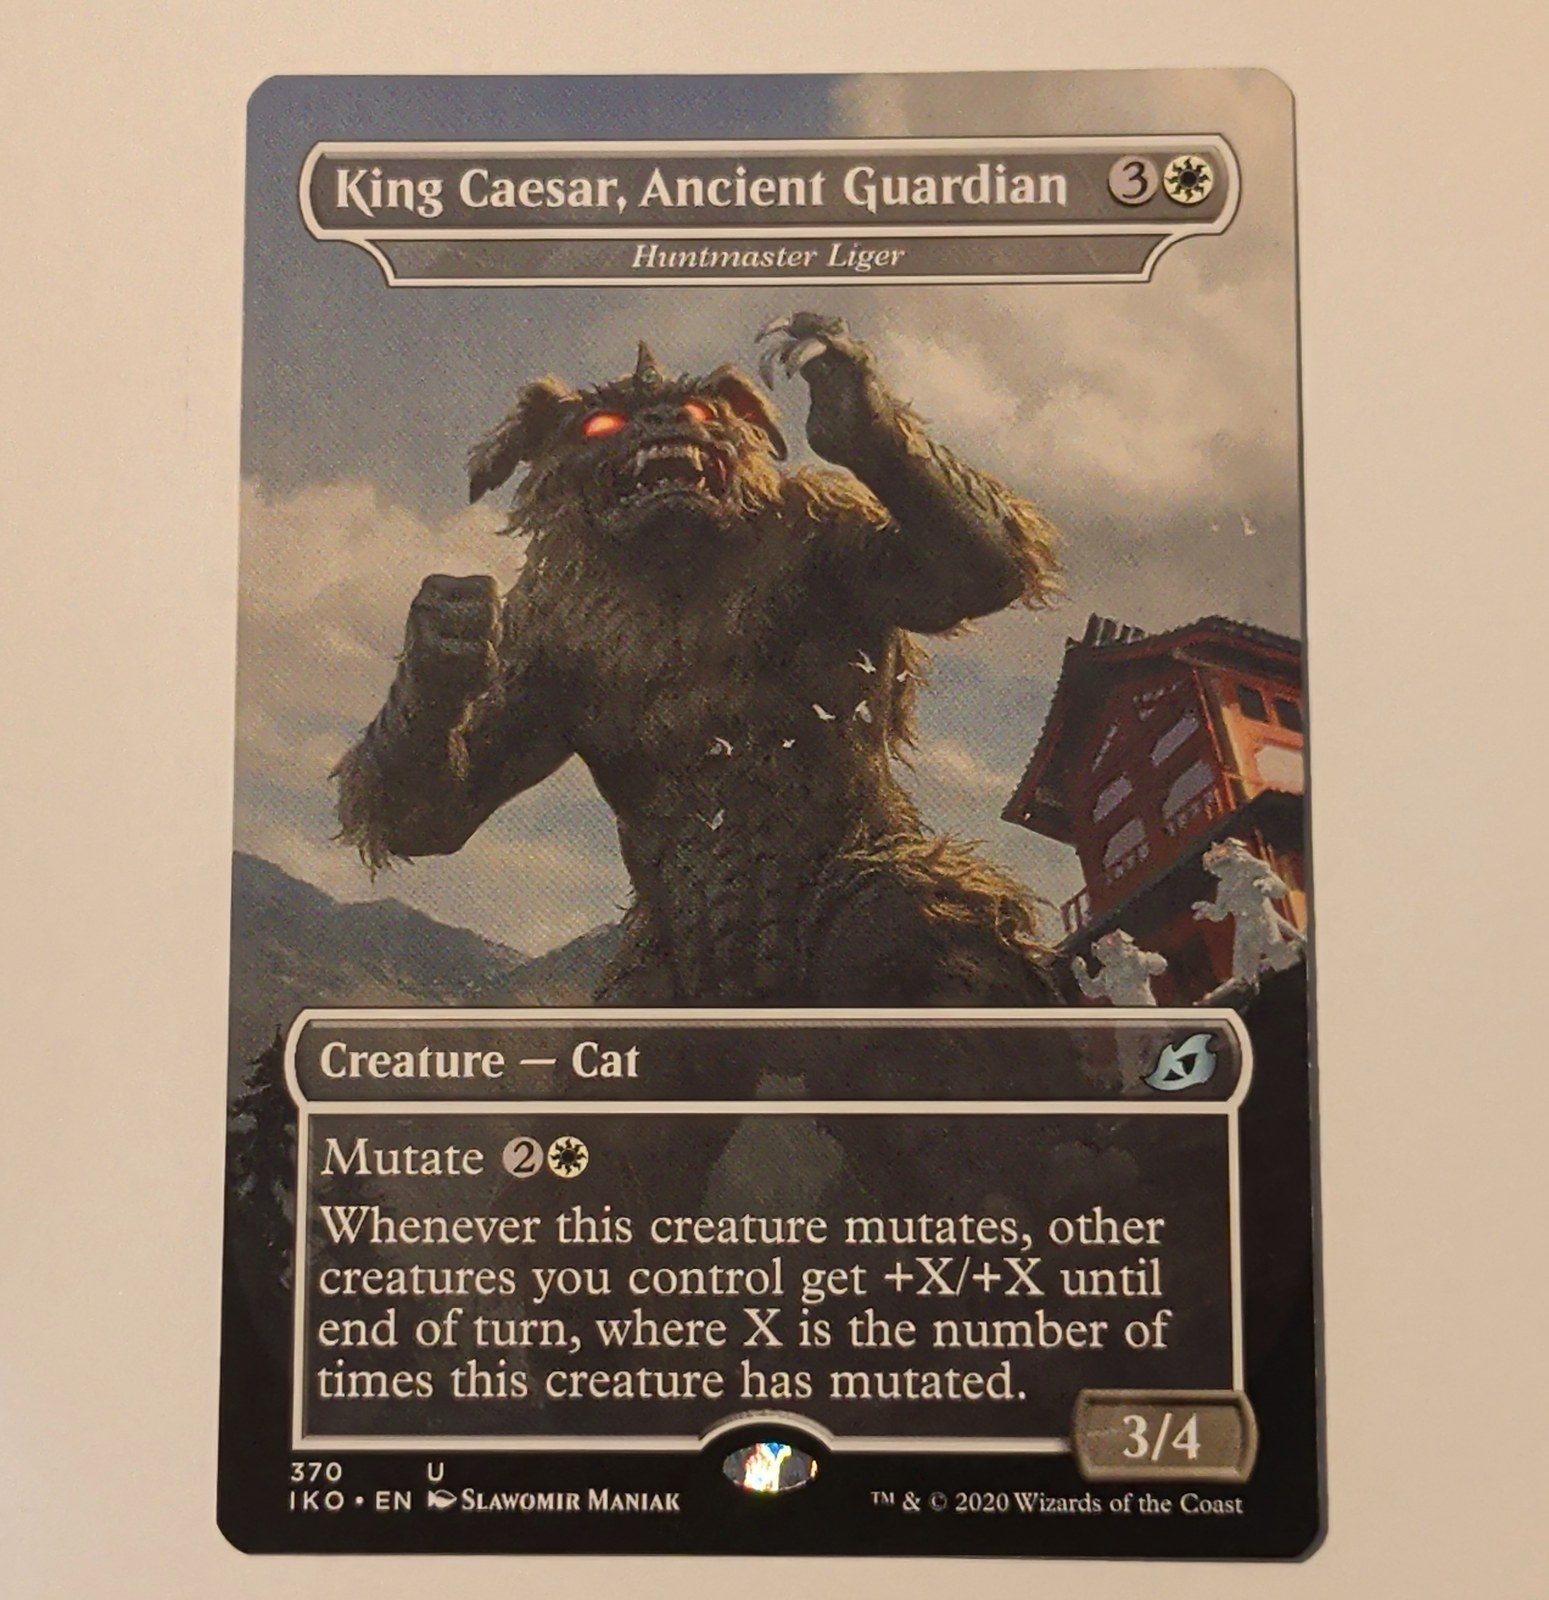 King Caesar, Ancient Guardian 3
Huntmaster Liger
Creature — Cat
Mutate 2
Whenever this creature mutates, other
creatures you control get +X/+X until
end of turn, where X is the number of
times this creature has mutated.
3/4
370 U
IKO • EN SLAWOMIR MANIAK
™ & © 2020 Wizards of the Coast